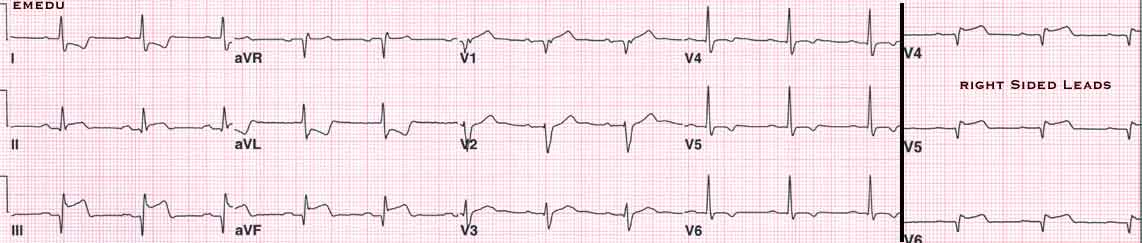 EMEDU
I
aVR
V1
V4
V4
RIGHT SIDED LEADS
II
aVL
V2
V5
V5
III
aVF
V3
V6
V6